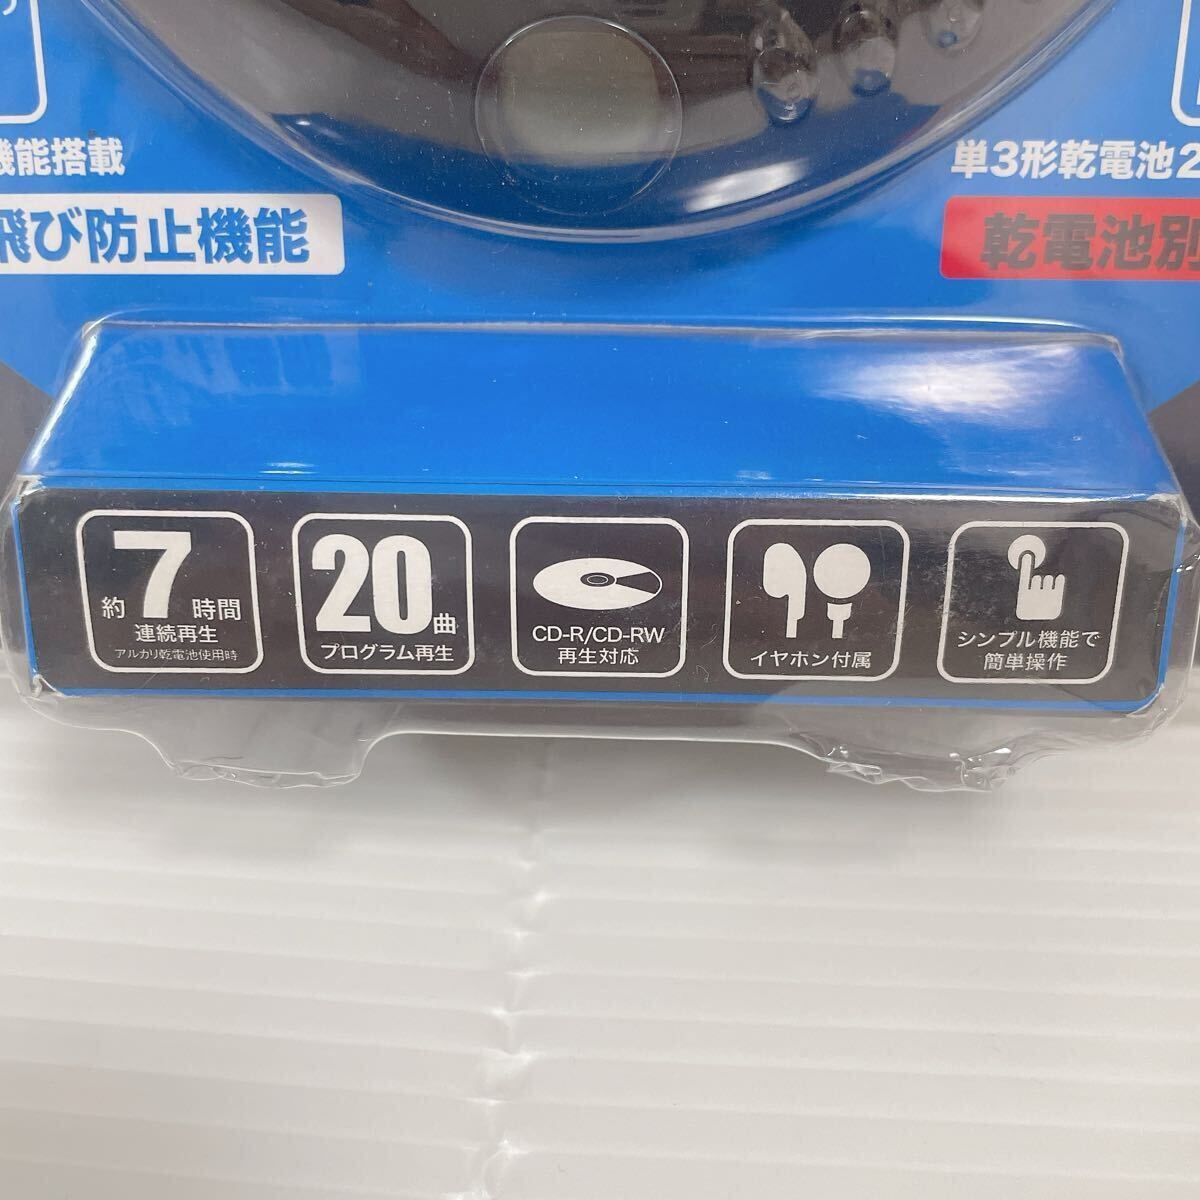 機能搭載
飛び防止機能
単3形乾電池2
乾電池別
約7時間
連続再生
アルカリ乾電池使用時
20曲
プログラム再生
CD-R/CD-RW
再生対応
イヤホン付属
シンプル機能で
簡単操作